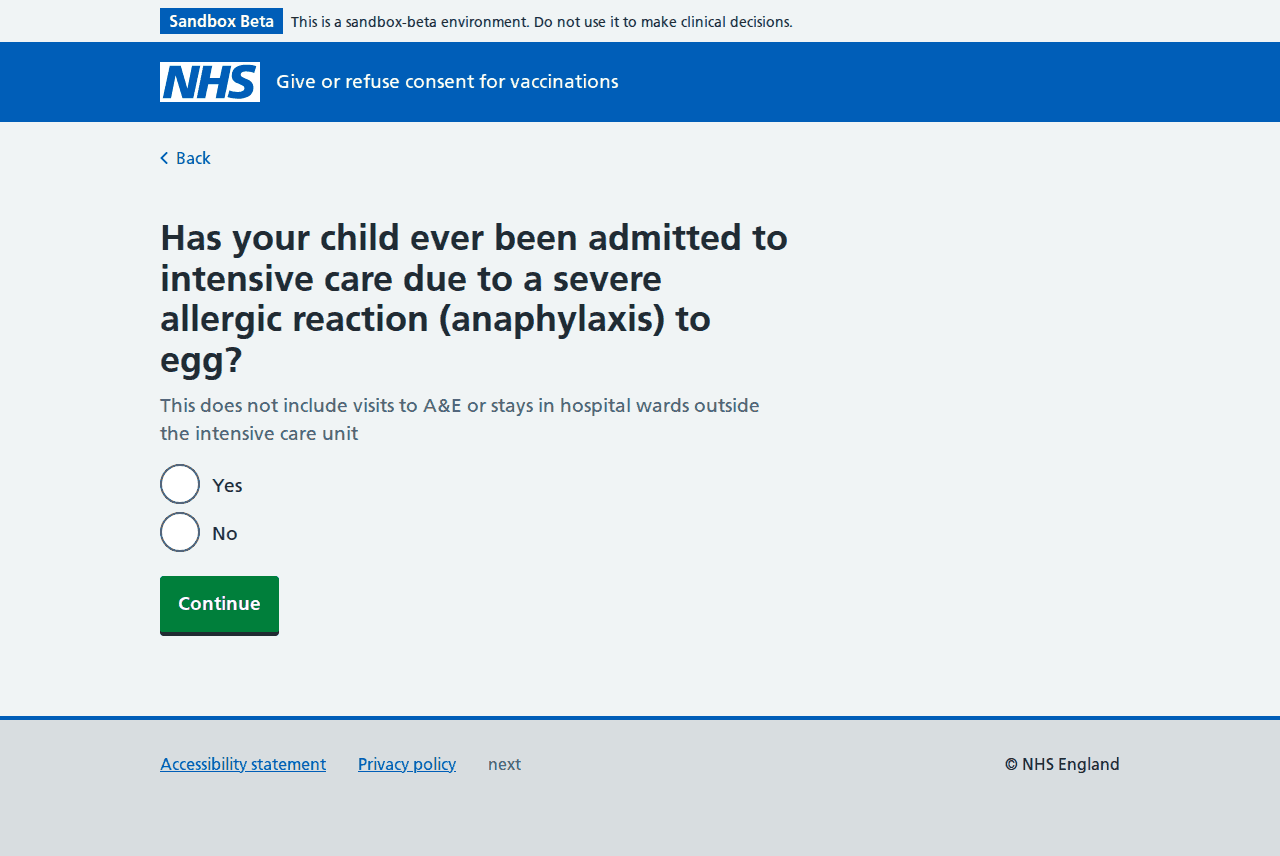 Sandbox Beta This is a sandbox-beta environment. Do not use it to make clinical decisions.
NHS Give or refuse consent for vaccinations
Back
Has your child ever been admitted to
intensive care due to a severe
allergic reaction (anaphylaxis) to
egg?
This does not include visits to A&E or stays in hospital wards outside
the intensive care unit
Yes
No
Continue
Accessibility statement Privacy policy next © NHS England